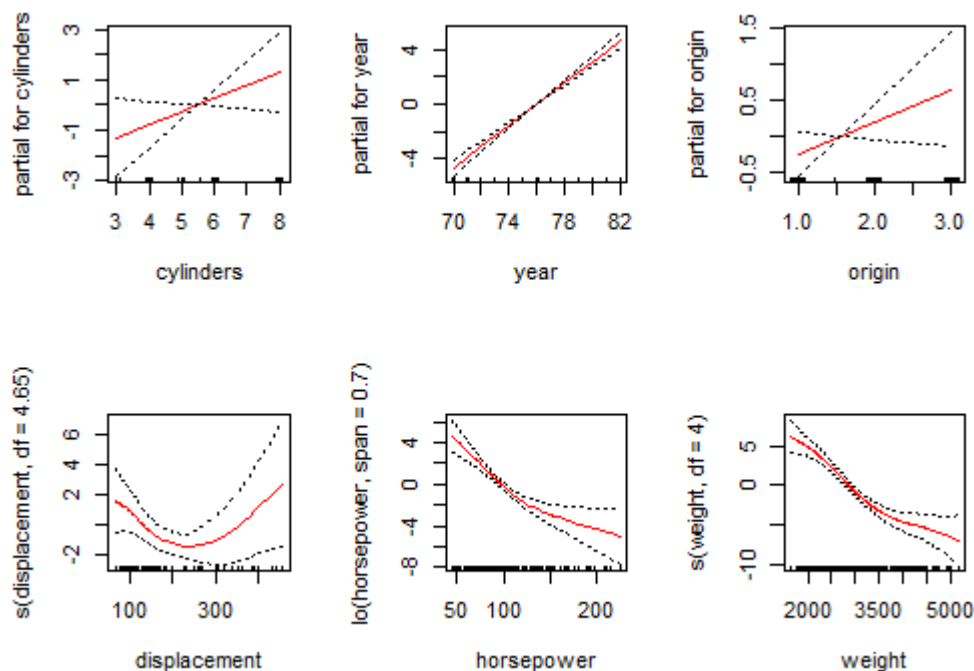 partial for cylinders
3
1
-1
-3
3 4 5 6 7 8
cylinders
partial for year
4
0
-4
70 74 78 82
year
partial for origin
1.5
0.5
-0.5
1.0 2.0 3.0
origin
s(displacement, df = 4.65)
6
4
2
-2
100 300
displacement
lo(horsepower, span = 0.7)
4
0
-4
-8
50 100 200
horsepower
s(weight, df = 4)
5
0
-10
2000 3500 5000
weight